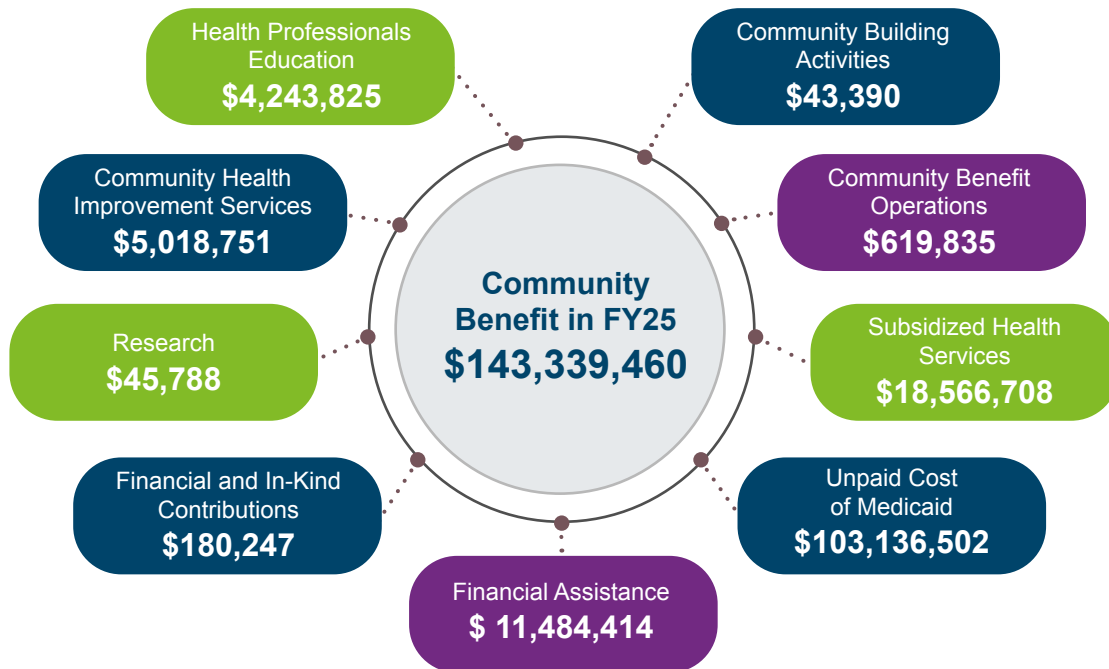 Health Professionals
Education
$4,243,825
Community Building
Activities
$43,390
Community Health
Improvement Services
$5,018,751
Community Benefit
Operations
$619,835
Community
Benefit in FY25
$143,339,460
Research
$45,788
Subsidized Health
Services
$18,566,708
Financial and In-Kind
Contributions
$180,247
Unpaid Cost
of Medicaid
$103,136,502
Financial Assistance
$ 11,484,414